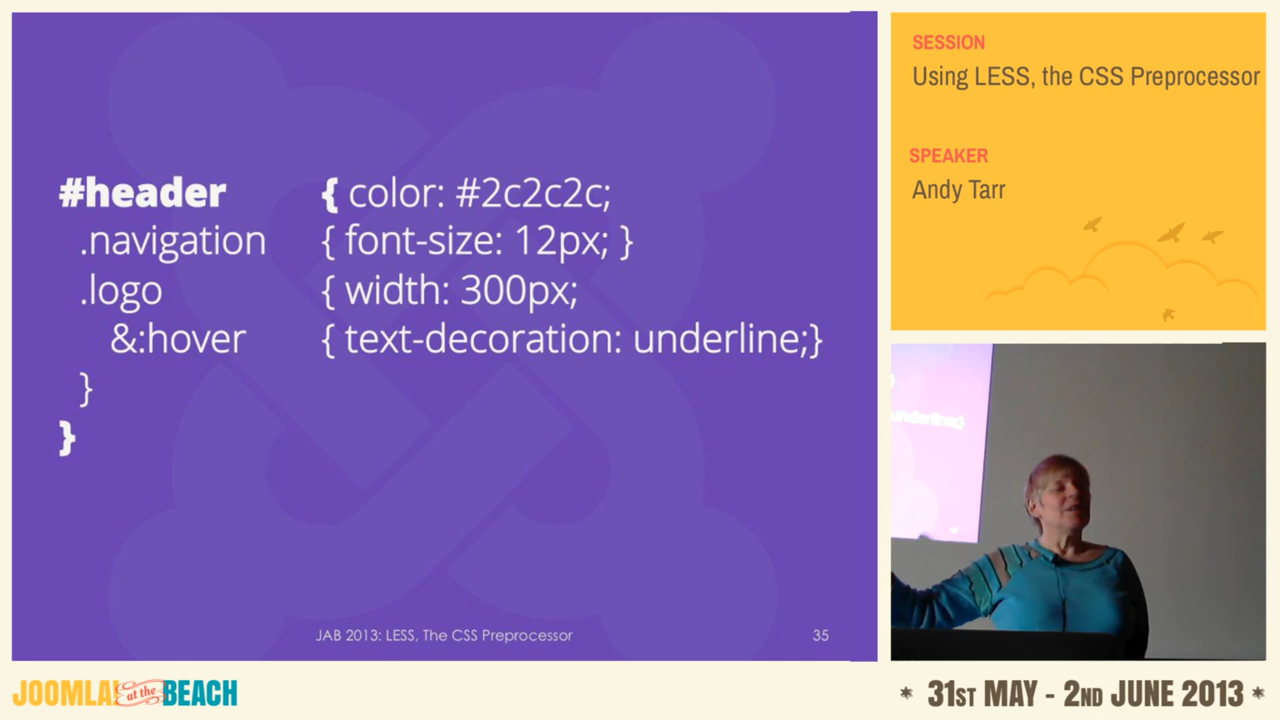 #header { color: #2c2c2c;
.navigation { font-size: 12px; }
.logo { width: 300px;
&:hover { text-decoration: underline;}
}
}
JAB 2013: LESS, The CSS Preprocessor 35
SESSION
Using LESS, the CSS Preprocessor
SPEAKER
Andy Tarr
underline;}
JOOMLA! at the BEACH
* 31ST MAY - 2ND JUNE 2013 *